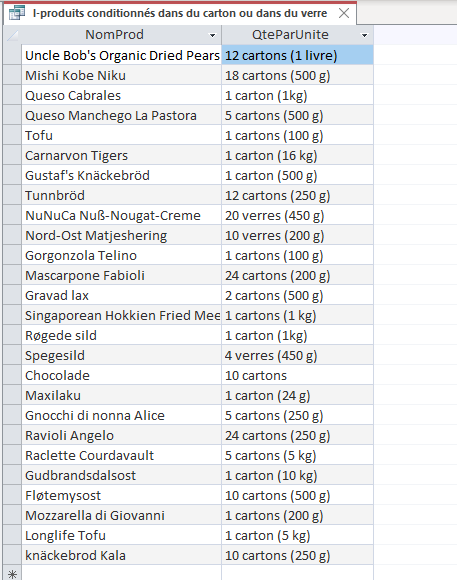 I-produits conditionnés dans du carton ou dans du verre
NomProd QteParUnite
Uncle Bob's Organic Dried Pears 12 cartons (1 livre)
Mishi Kobe Niku 18 cartons (500 g)
Queso Cabrales 1 carton (1kg)
Queso Manchego La Pastora 5 cartons (500 g)
Tofu 1 cartons (100 g)
Carnarvon Tigers 1 carton (16 kg)
Gustaf's Knäckebröd 1 carton (500 g)
Tunnbröd 12 cartons (250 g)
NuNuCa Nuß-Nougat-Creme 20 verres (450 g)
Nord-Ost Matjeshering 10 verres (200 g)
Gorgonzola Telino 1 cartons (100 g)
Mascarpone Fabioli 24 cartons (200 g)
Gravad lax 2 cartons (500 g)
Singaporean Hokkien Fried Mee 1 cartons (1 kg)
Røgede sild 1 carton (1kg)
Spegesild 4 verres (450 g)
Chocolade 10 cartons
Maxilaku 1 carton (24 g)
Gnocchi di nonna Alice 5 cartons (250 g)
Ravioli Angelo 24 cartons (250 g)
Raclette Courdavault 5 cartons (5 kg)
Gudbrandsdalsost 1 carton (10 kg)
Fløtemysost 10 cartons (500 g)
Mozzarella di Giovanni 1 cartons (200 g)
Longlife Tofu 1 carton (5 kg)
knäckebrod Kala 10 cartons (250 g)